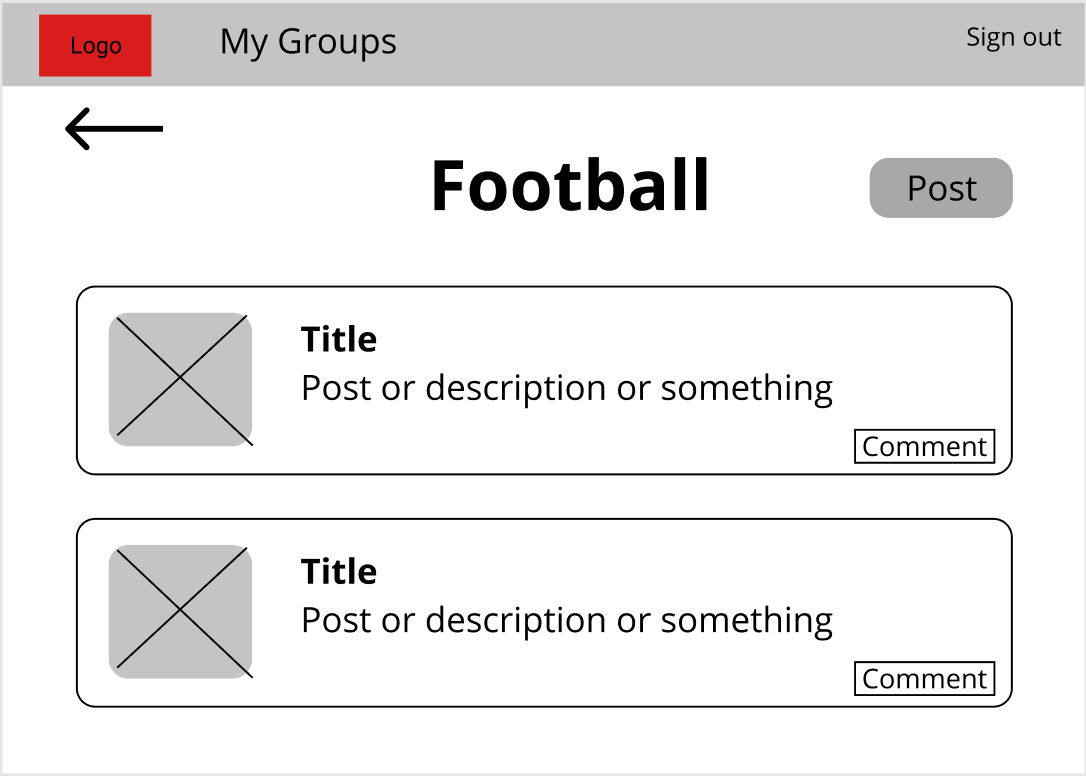 Logo
My Groups
Sign out
Football
Post
Title
Post or description or something
Comment
Title
Post or description or something
Comment